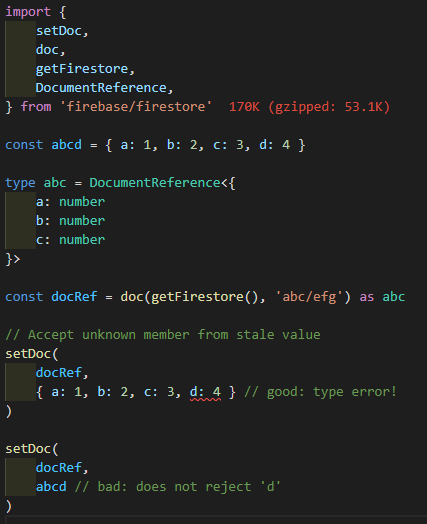 import {
    setDoc,
    doc,
    getFirestore,
    DocumentReference,
} from 'firebase/firestore'  170K (gzipped: 53.1K)

const abcd = { a: 1, b: 2, c: 3, d: 4 }

type abc = DocumentReference<{
    a: number
    b: number
    c: number
}>

const docRef = doc(getFirestore(), 'abc/efg') as abc

// Accept unknown member from stale value
setDoc(
    docRef,
    { a: 1, b: 2, c: 3, d: 4 } // good: type error!
)

setDoc(
    docRef,
    abcd // bad: does not reject 'd'
)